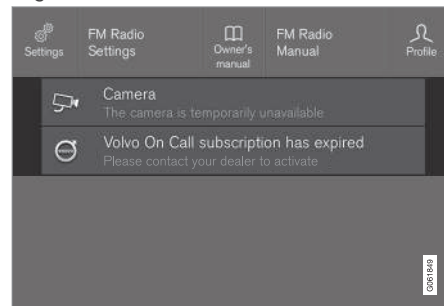 FM Radio
Settings
Settings
Owner's
manual
FM Radio
Manual
Profile
Camera
The camera is temporarily unavailable
Volvo On Call subscription has expired
Please contact your dealer to activate
G061849